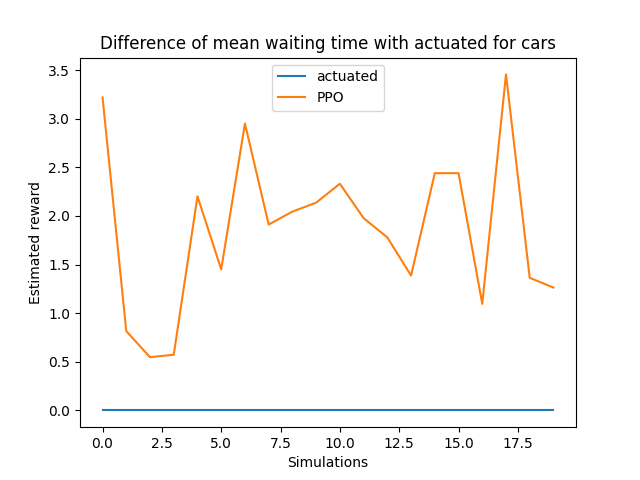 Difference of mean waiting time with actuated for cars
actuated
PPO
3.5
3.0
2.5
2.0
1.5
1.0
0.5
0.0
Estimated reward
0.0 2.5 5.0 7.5 10.0 12.5 15.0 17.5
Simulations